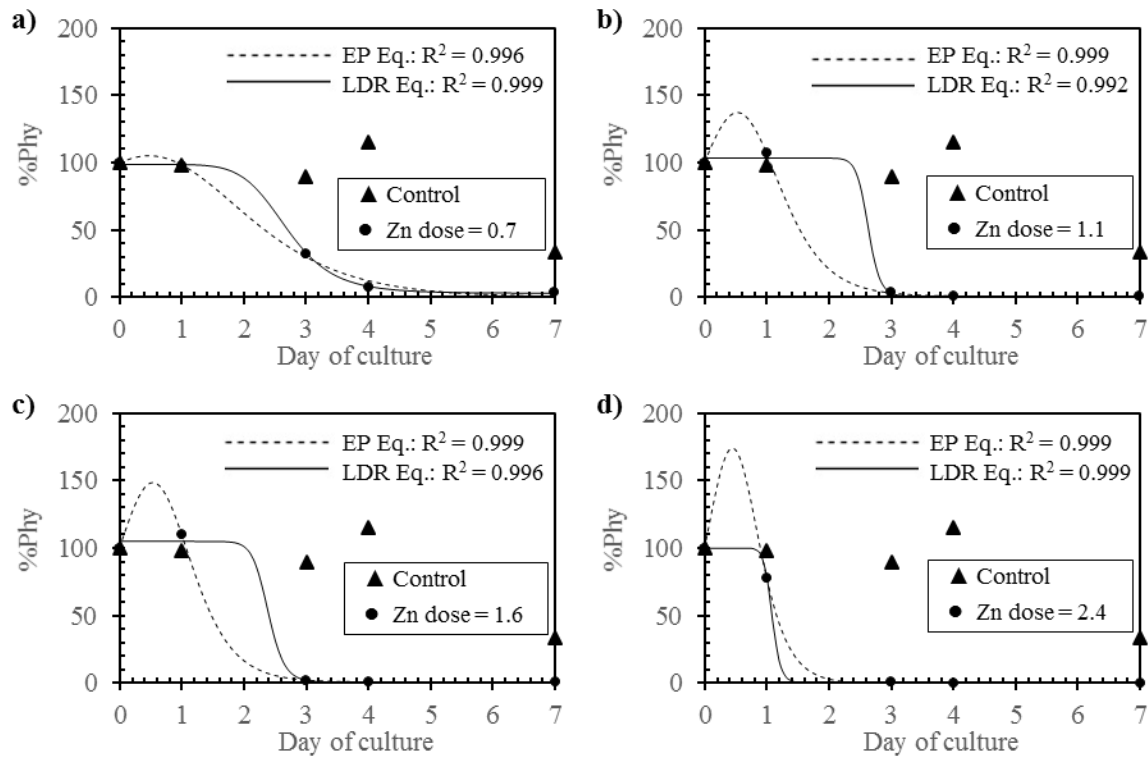 a)
200
150
100
50
0
%Phy
EP Eq.: R² = 0.996
LDR Eq.: R² = 0.999
Control
Zn dose = 0.7
0 1 2 3 4 5 6 7
Day of culture
b)
200
150
100
50
0
%Phy
EP Eq.: R² = 0.999
LDR Eq.: R² = 0.992
Control
Zn dose = 1.1
0 1 2 3 4 5 6 7
Day of culture
c)
200
150
100
50
0
%Phy
EP Eq.: R² = 0.999
LDR Eq.: R² = 0.996
Control
Zn dose = 1.6
0 1 2 3 4 5 6 7
Day of culture
d)
200
150
100
50
0
%Phy
EP Eq.: R² = 0.999
LDR Eq.: R² = 0.999
Control
Zn dose = 2.4
0 1 2 3 4 5 6 7
Day of culture